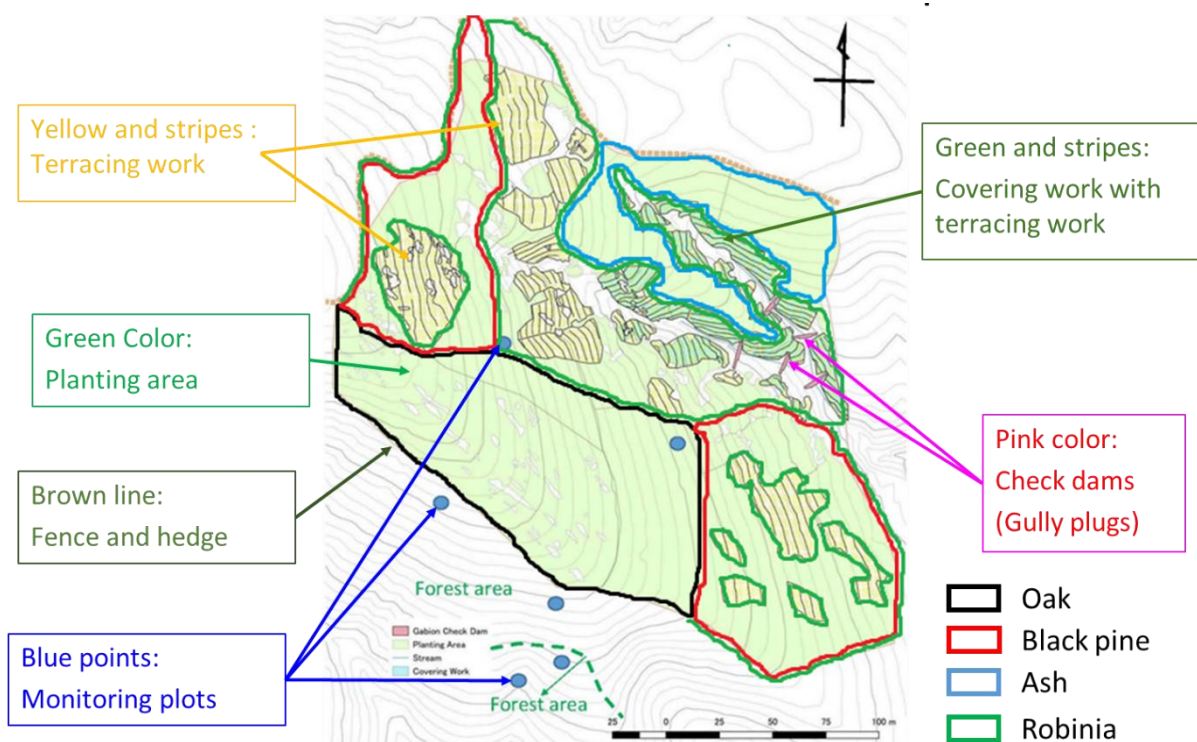 Yellow and stripes :
Terracing work
Green and stripes:
Covering work with
terracing work
Green Color:
Planting area
Pink color:
Check dams
(Gully plugs)
Brown line:
Fence and hedge
Forest area
Blue points:
Monitoring plots
Gabion Check Dam
Planting Area
Stream
Covering Work
Forest area
25 0 25 50 75 100 m
Oak
Black pine
Ash
Robinia